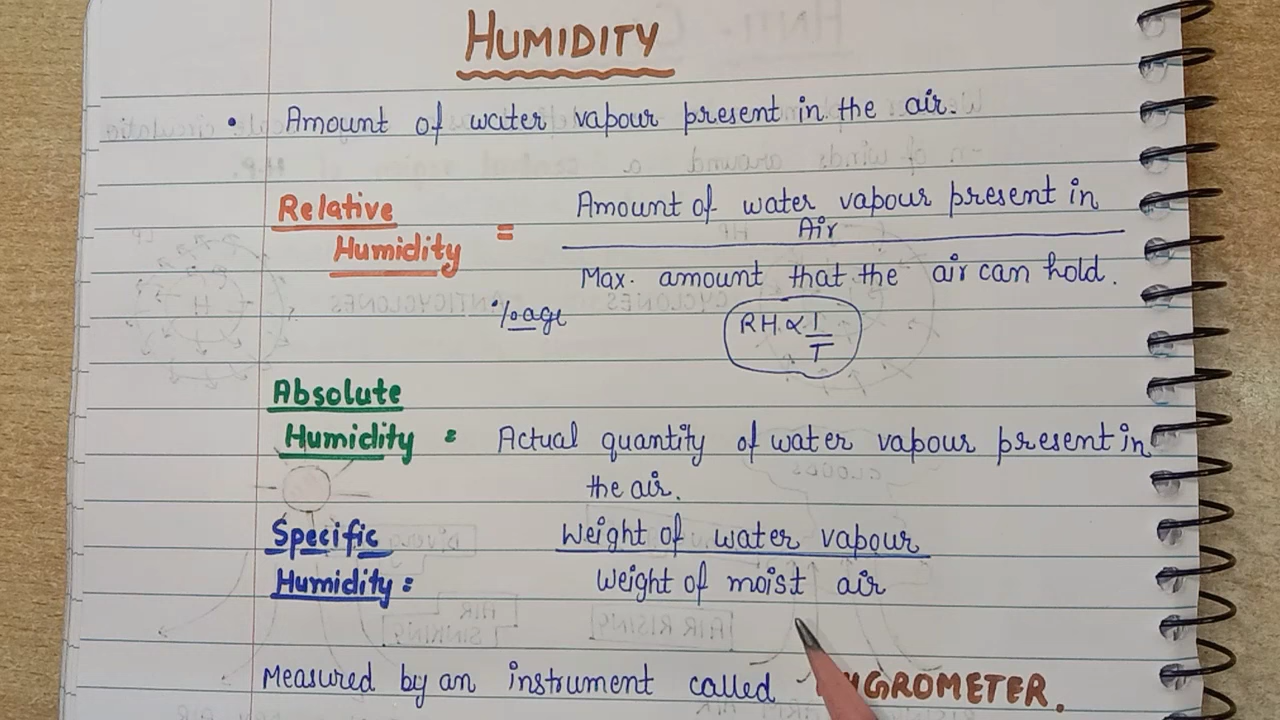 HUMIDITY
• Amount of water vapour present in the air.
Relative Humidity = Amount of water vapour present in Air
Max. amount that the air can hold.
%age
RH ∝ 1/T
Absolute
Humidity = Actual quantity of water vapour present in
the air.
Specific Weight of water vapour
Humidity = Weight of moist air
Measured by an instrument called